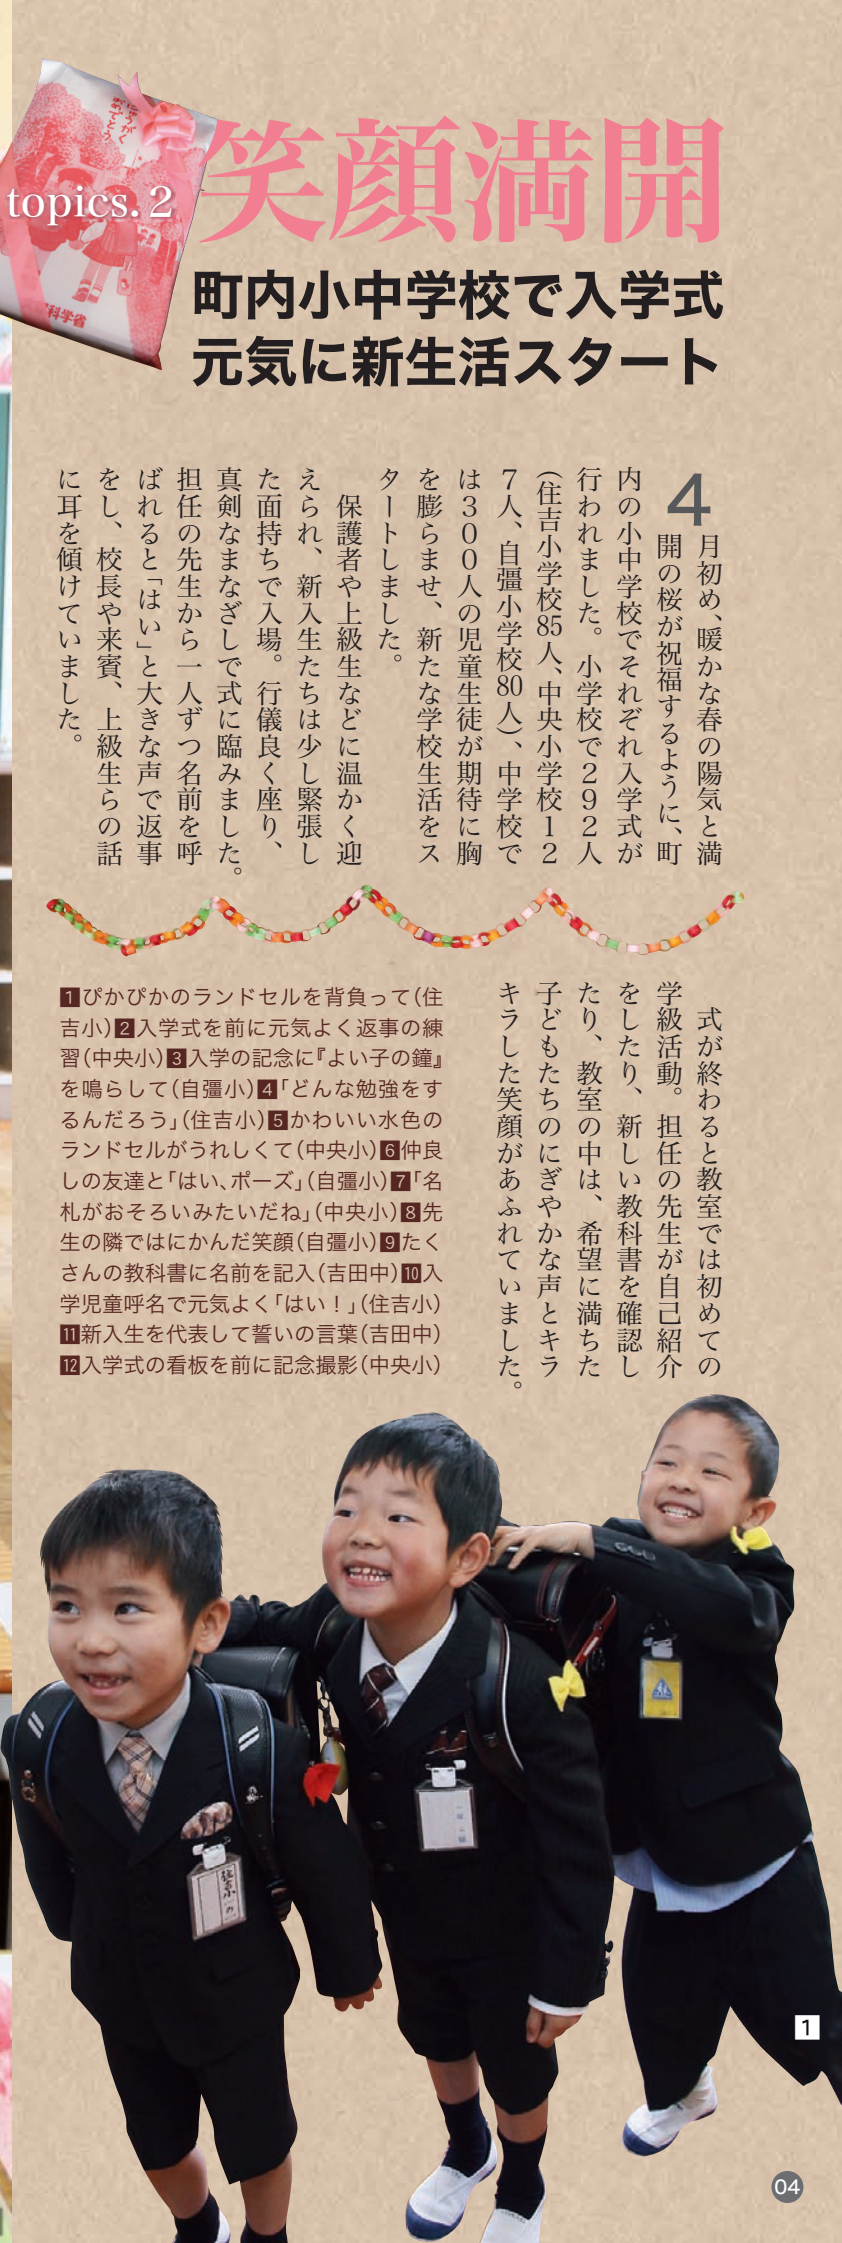 にゅうがく
おめでとう
topics. 2
科学省
笑顔満開
町内小中学校で入学式
元気に新生活スタート
4月初め、暖かな春の陽気と満
開の桜が祝福するように、町
内の小中学校でそれぞれ入学式が
行われました。小学校で２９２人
（住吉小学校85人、中央小学校１２
７人、自彊小学校80人）、中学校で
は３００人の児童生徒が期待に胸
を膨らませ、新たな学校生活をス
タートしました。
保護者や上級生などに温かく迎
えられ、新入生たちは少し緊張し
た面持ちで入場。行儀良く座り、
真剣なまなざしで式に臨みました。
担任の先生から一人ずつ名前を呼
ばれると「はい」と大きな声で返事
をし、校長や来賓、上級生らの話
に耳を傾けていました。
式が終わると教室では初めての
学級活動。担任の先生が自己紹介
をしたり、新しい教科書を確認し
たり、教室の中は、希望に満ちた
子どもたちのにぎやかな声とキラ
キラした笑顔があふれていました。
1ぴかぴかのランドセルを背負って（住
吉小）2入学式を前に元気よく返事の練
習（中央小）3入学の記念に『よい子の鐘』
を鳴らして（自彊小）4「どんな勉強をす
るんだろう」（住吉小）5かわいい水色の
ランドセルがうれしくて（中央小）6仲良
しの友達と「はい、ポーズ」（自彊小）7「名
札がおそろいみたいだね」（中央小）8先
生の隣ではにかんだ笑顔（自彊小）9たく
さんの教科書に名前を記入（吉田中）10入
学児童呼名で元気よく「はい！」（住吉小）
11新入生を代表して誓いの言葉（吉田中）
12入学式の看板を前に記念撮影（中央小）
住吉小
1
04